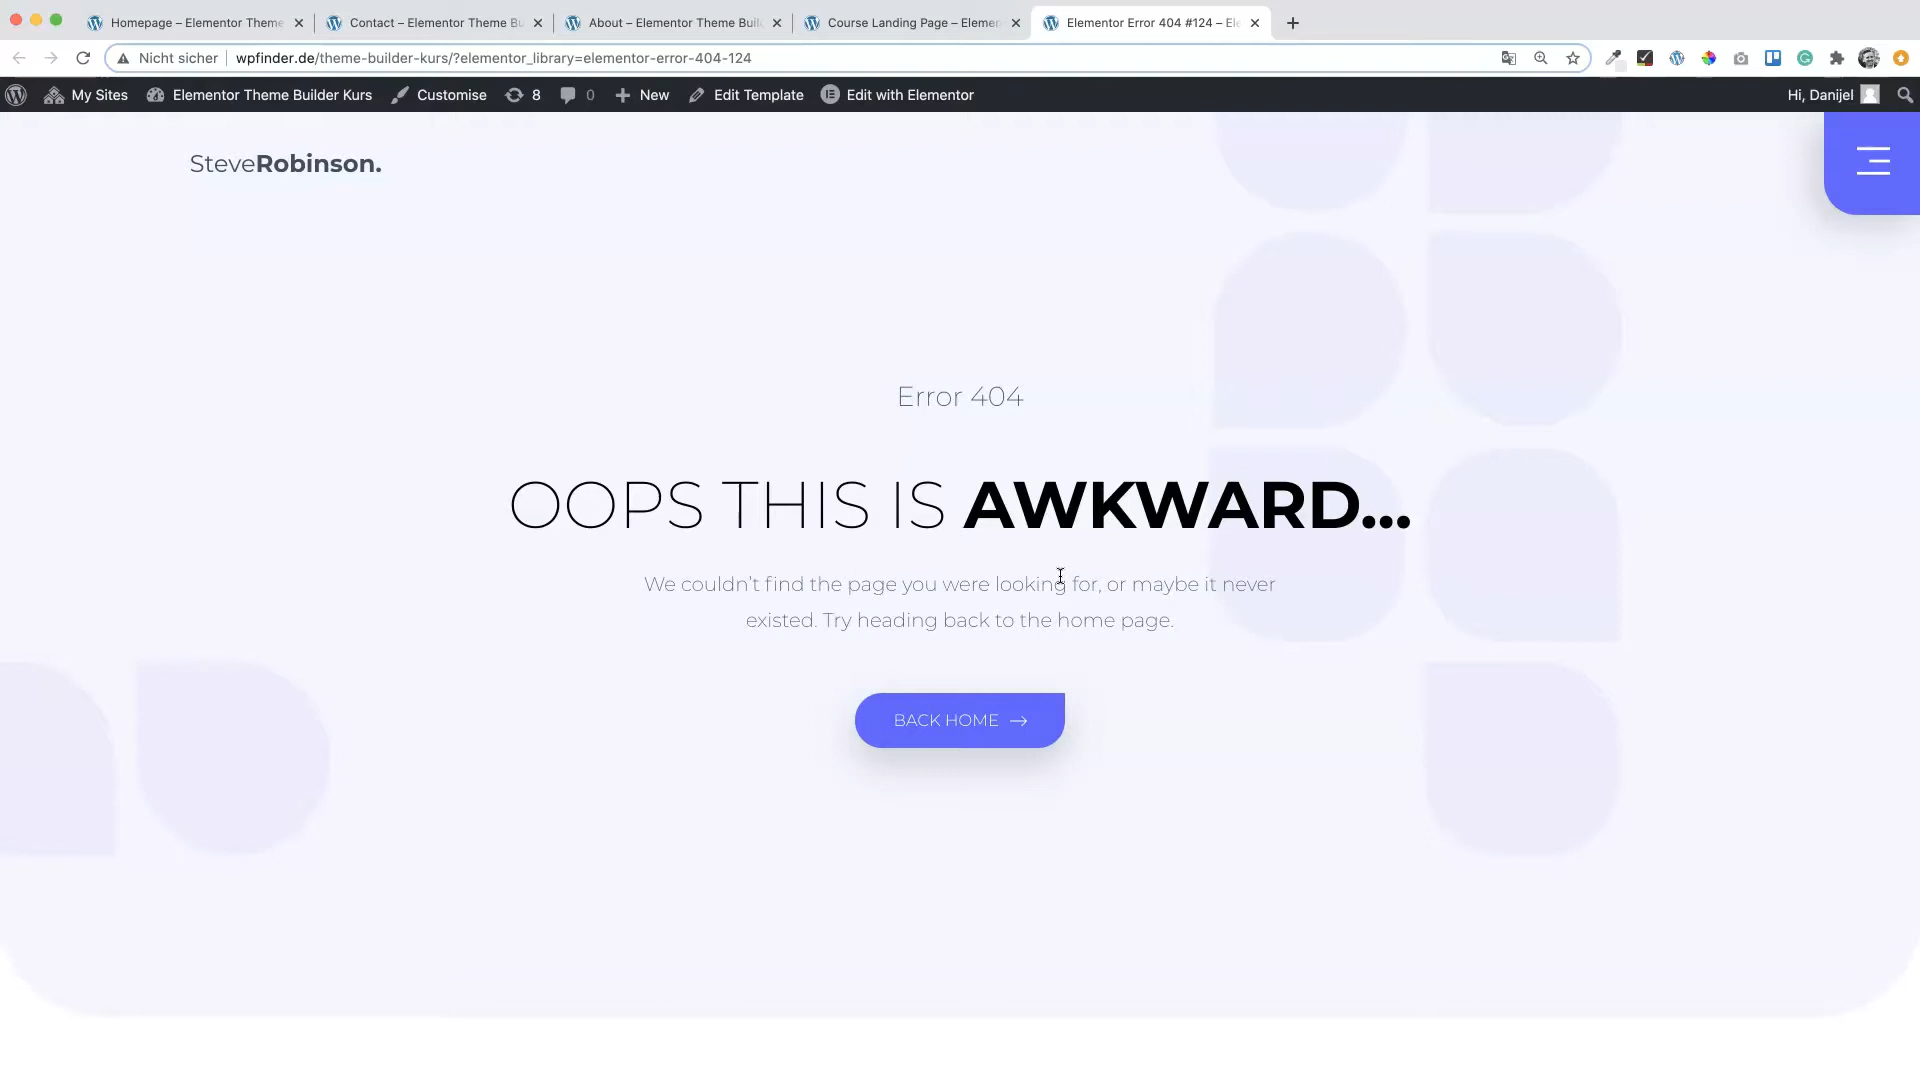 Homepage – Elementor Theme
Contact – Elementor Theme Bu
About – Elementor Theme Buil
Course Landing Page – Elemen
Elementor Error 404 #124 – Ele
Nicht sicher
wpfinder.de/theme-builder-kurs/?elementor_library=elementor-error-404-124
My Sites
Elementor Theme Builder Kurs
Customise
8
0
New
Edit Template
Edit with Elementor
Hi, Danijel
SteveRobinson.
Error 404
OOPS THIS IS AWKWARD...
We couldn't find the page you were looking for, or maybe it never
existed. Try heading back to the home page.
BACK HOME →